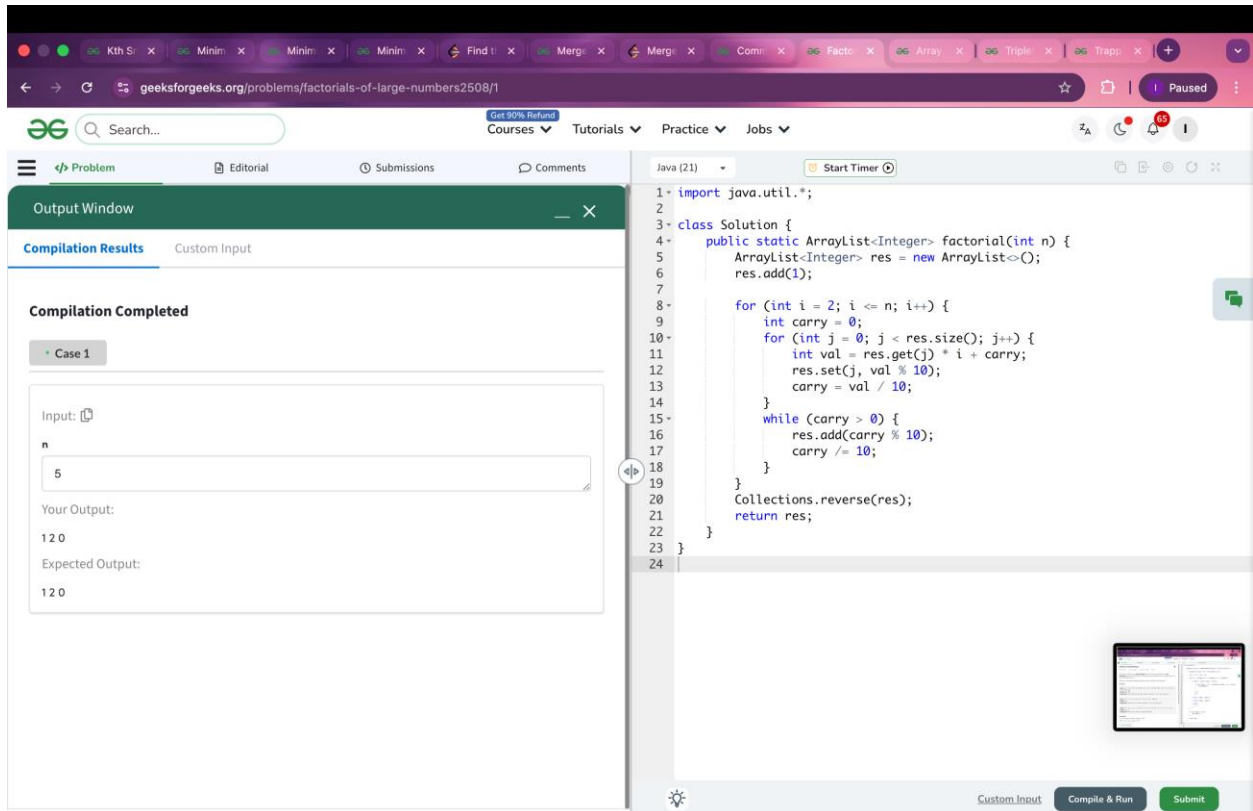 Kth Sr
Minim
Minim
Minim
Find tl
Merge
Merge
Comm
Facto
Array
Triple
Trapp
geeksforgeeks.org/problems/factorials-of-large-numbers2508/1
I Paused
Search...
Get 90% Refund
Courses Tutorials Practice Jobs
65
I
</> Problem Editorial Submissions Comments
Java (21) Start Timer
Output Window
Compilation Results Custom Input
Compilation Completed
Case 1
Input:
n
5
Your Output:
1 2 0
Expected Output:
1 2 0
1 import java.util.*;
2
3 class Solution {
4 public static ArrayList<Integer> factorial(int n) {
5 ArrayList<Integer> res = new ArrayList<>();
6 res.add(1);
7
8 for (int i = 2; i <= n; i++) {
9 int carry = 0;
10 for (int j = 0; j < res.size(); j++) {
11 int val = res.get(j) * i + carry;
12 res.set(j, val % 10);
13 carry = val / 10;
14 }
15 while (carry > 0) {
16 res.add(carry % 10);
17 carry /= 10;
18 }
19 }
20 Collections.reverse(res);
21 return res;
22 }
23 }
24
Custom Input Compile & Run Submit